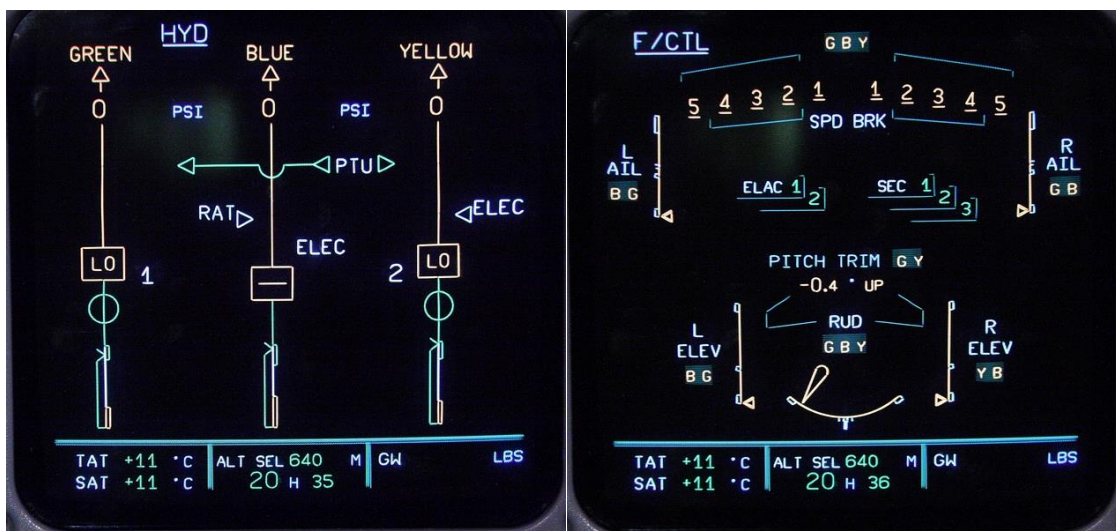 HYD
GREEN BLUE YELLOW
0 PSI 0 PSI 0
PTU
RAT ELEC
ELEC
LO 1 2 LO
TAT +11 °C ALT SEL 640 M GW LBS
SAT +11 °C 20 H 35
F/CTL
G B Y
5 4 3 2 1 1 2 3 4 5
SPD BRK
L R
AIL AIL
B G ELAC 1 SEC 1 G B
2 2
3
PITCH TRIM G Y
-0.4 ° UP
L RUD R
ELEV G B Y ELEV
B G Y B
TAT +11 °C ALT SEL 640 M GW LBS
SAT +11 °C 20 H 36